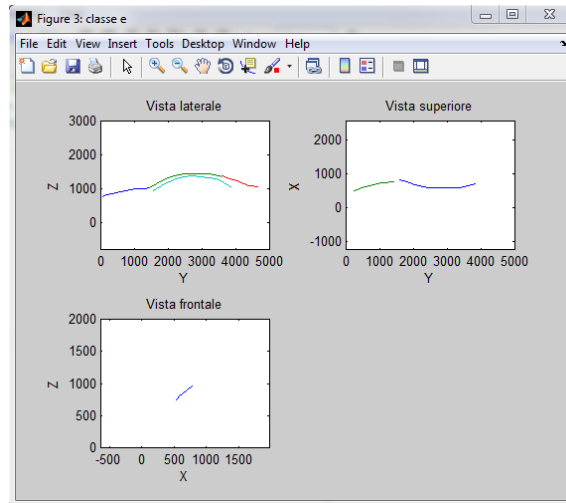 Figure 3: classe e
File Edit View Insert Tools Desktop Window Help
Vista laterale
3000
2000
1000
0
Z
0 1000 2000 3000 4000 5000
Y
Vista superiore
2000
1000
0
-1000
X
0 1000 2000 3000 4000 5000
Y
Vista frontale
2000
1500
1000
500
0
Z
-500 0 500 1000 1500
X